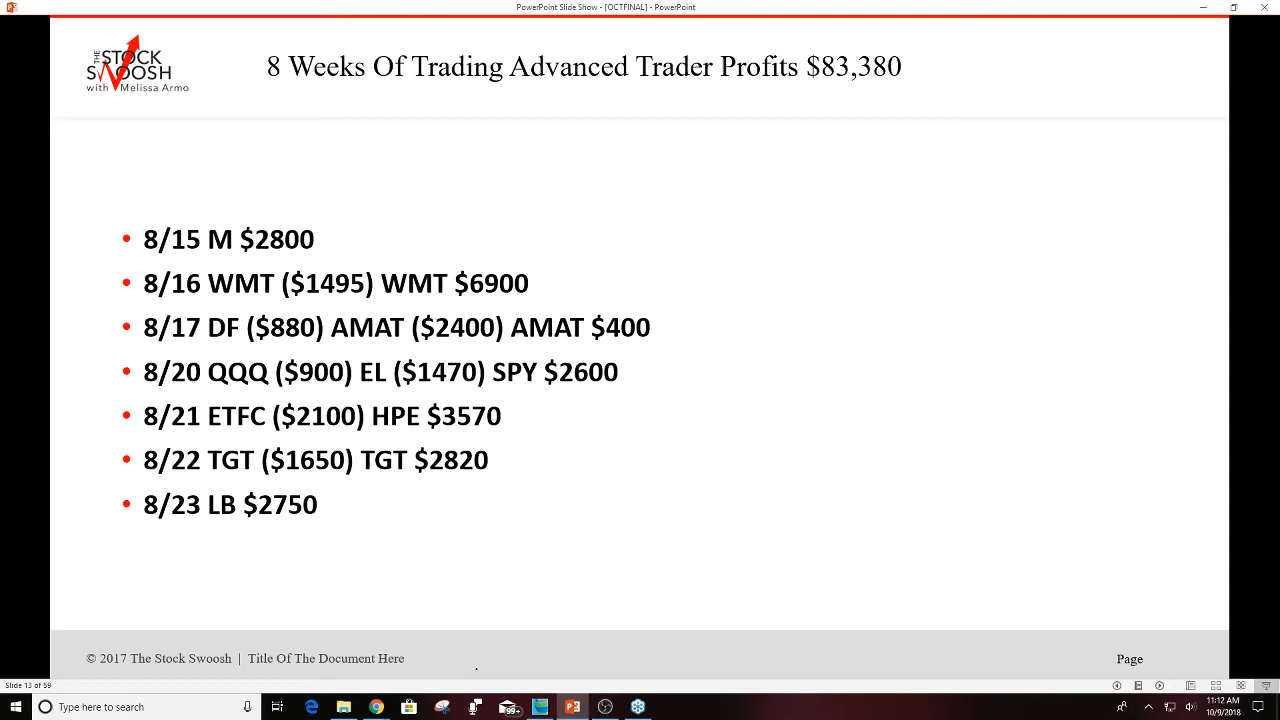 PowerPoint Slide Show - [OCTFINAL] - PowerPoint
THE STOCK SWOOSH
with Melissa Armo
8 Weeks Of Trading Advanced Trader Profits $83,380
• 8/15 M $2800
• 8/16 WMT ($1495) WMT $6900
• 8/17 DF ($880) AMAT ($2400) AMAT $400
• 8/20 QQQ ($900) EL ($1470) SPY $2600
• 8/21 ETFC ($2100) HPE $3570
• 8/22 TGT ($1650) TGT $2820
• 8/23 LB $2750
© 2017 The Stock Swoosh | Title Of The Document Here
Page
Slide 13 of 59
Type here to search
99+
11:12 AM
10/9/2018